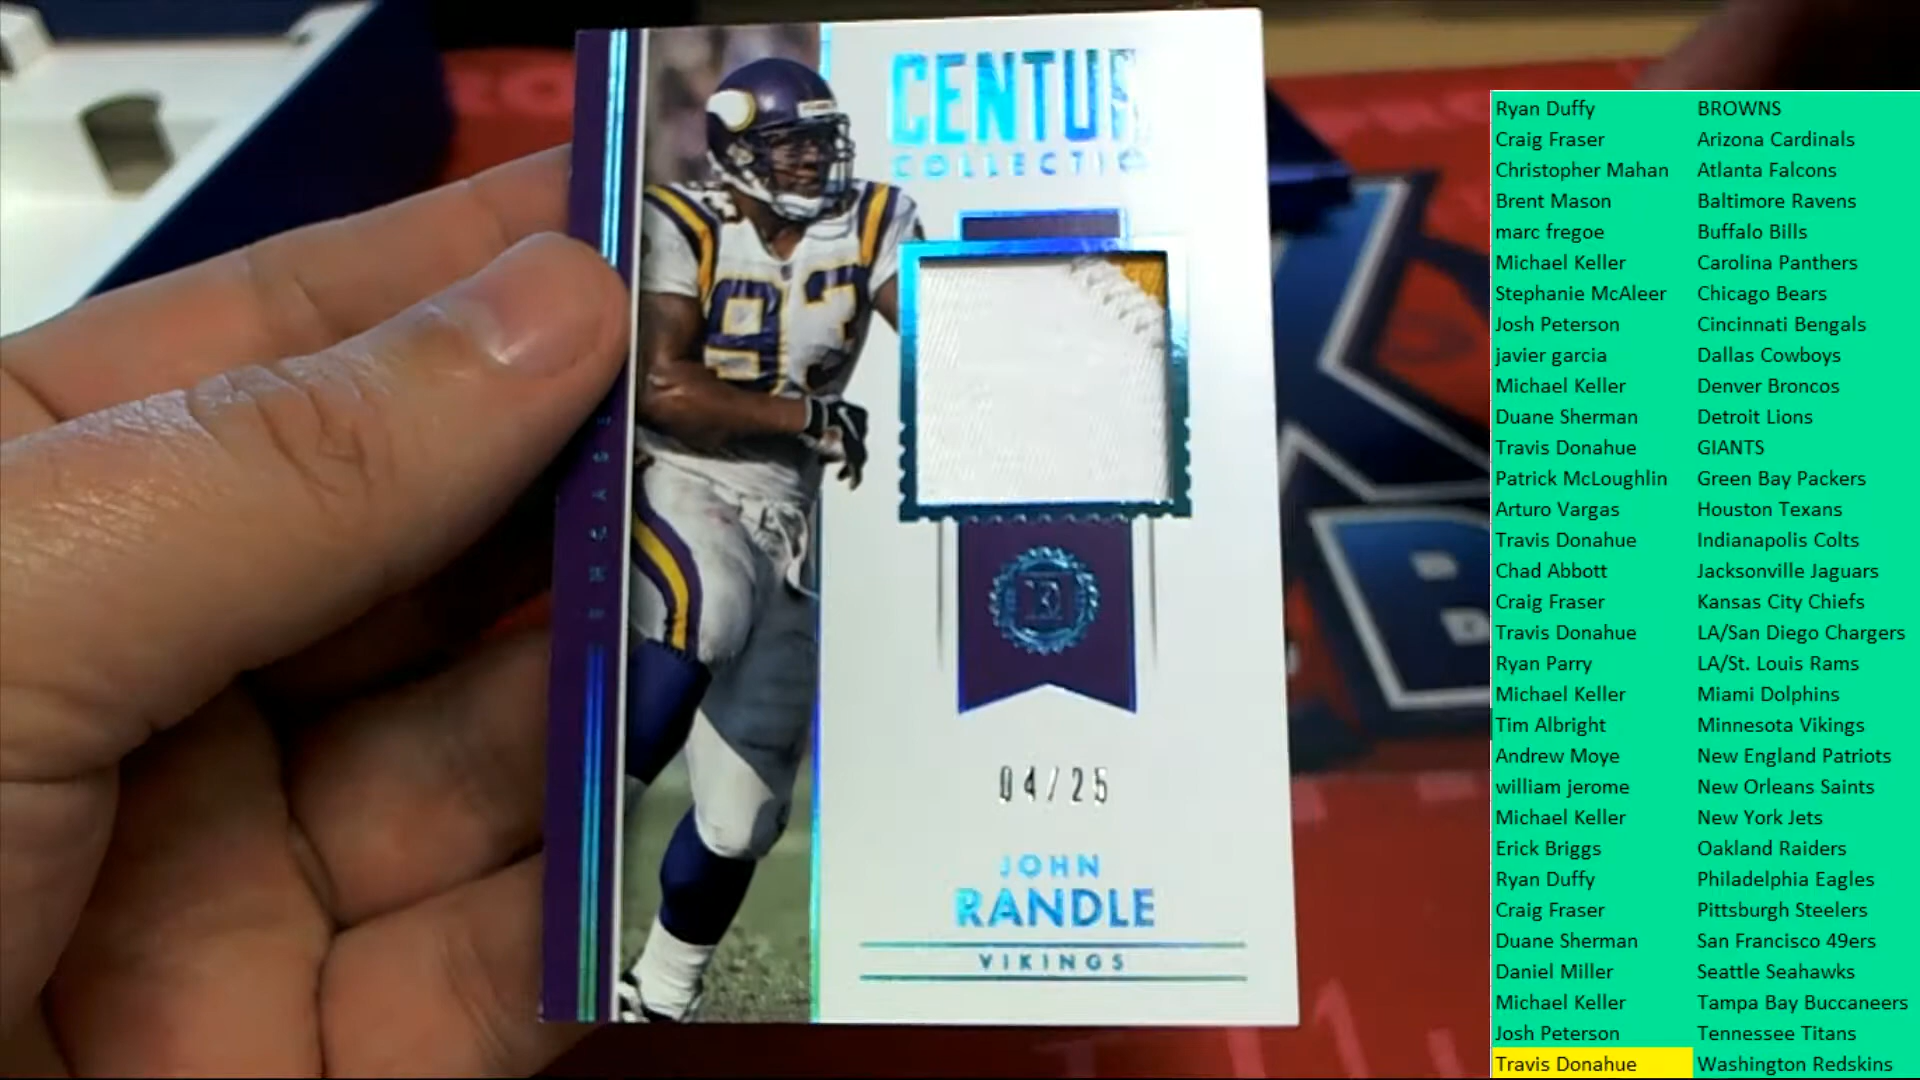 CENTUR
COLLECTIO
93
04/25
JOHN
RANDLE
VIKINGS
Ryan Duffy BROWNS
Craig Fraser Arizona Cardinals
Christopher Mahan Atlanta Falcons
Brent Mason Baltimore Ravens
marc fregoe Buffalo Bills
Michael Keller Carolina Panthers
Stephanie McAleer Chicago Bears
Josh Peterson Cincinnati Bengals
javier garcia Dallas Cowboys
Michael Keller Denver Broncos
Duane Sherman Detroit Lions
Travis Donahue GIANTS
Patrick McLoughlin Green Bay Packers
Arturo Vargas Houston Texans
Travis Donahue Indianapolis Colts
Chad Abbott Jacksonville Jaguars
Craig Fraser Kansas City Chiefs
Travis Donahue LA/San Diego Chargers
Ryan Parry LA/St. Louis Rams
Michael Keller Miami Dolphins
Tim Albright Minnesota Vikings
Andrew Moye New England Patriots
william jerome New Orleans Saints
Michael Keller New York Jets
Erick Briggs Oakland Raiders
Ryan Duffy Philadelphia Eagles
Craig Fraser Pittsburgh Steelers
Duane Sherman San Francisco 49ers
Daniel Miller Seattle Seahawks
Michael Keller Tampa Bay Buccaneers
Josh Peterson Tennessee Titans
Travis Donahue Washington Redskins